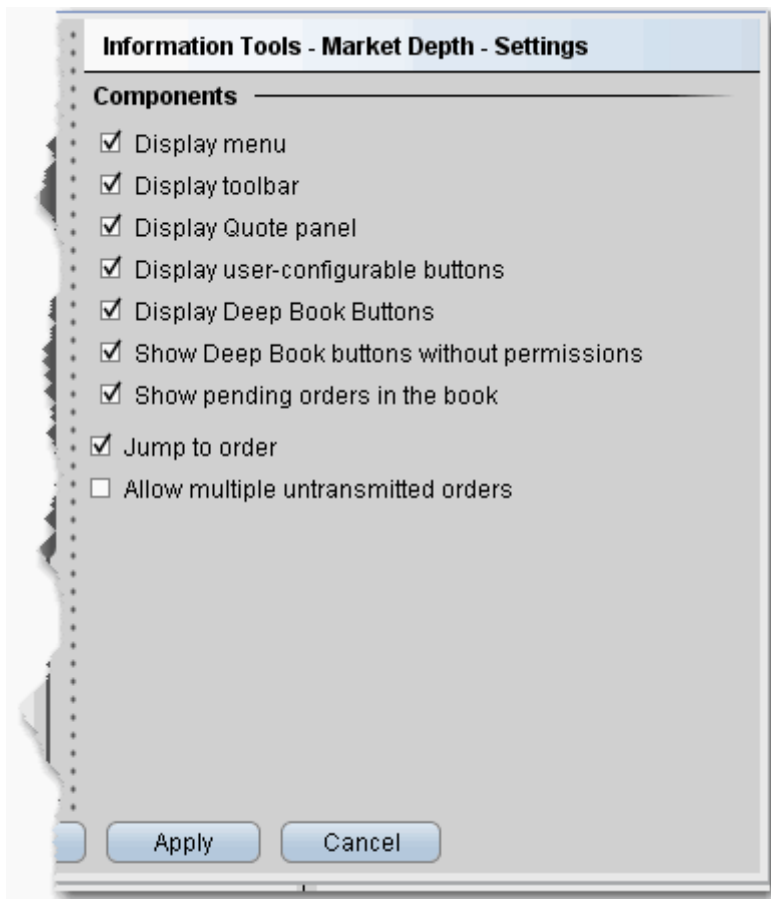 Information Tools - Market Depth - Settings
Components
Display menu
Display toolbar
Display Quote panel
Display user-configurable buttons
Display Deep Book Buttons
Show Deep Book buttons without permissions
Show pending orders in the book
Jump to order
Allow multiple untransmitted orders
Apply Cancel